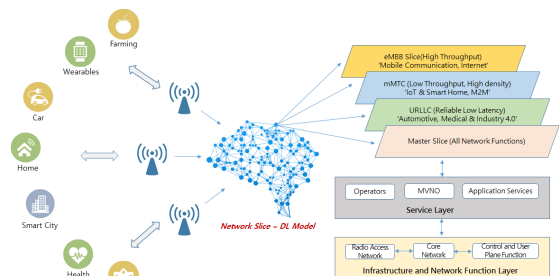 Farming
Wearables
Car
Home
Smart City
Health
Network Slice – DL Model
eMBB Slice(High Throughput)
'Mobile Communication, Internet'
mMTC (Low Throughput, High density)
'IoT & Smart Home, M2M'
URLLC (Reliable Low Latency)
'Automotive, Medical & Industry 4.0'
Master Slice (All Network Functions)
Operators
MVNO
Application Services
Service Layer
Radio Access
Network
Core
Network
Control and User
Plane Function
Infrastructure and Network Function Layer